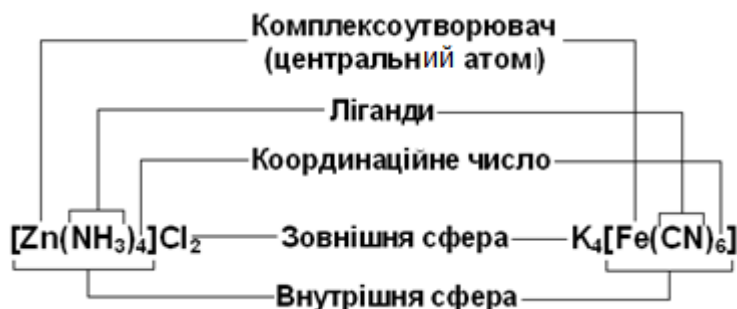 Комплексоутворювач
(центральний атом)
Ліганди
Координаційне число
[Zn(NH₃)₄]Cl₂ Зовнішня сфера K₄[Fe(CN)₆]
Внутрішня сфера